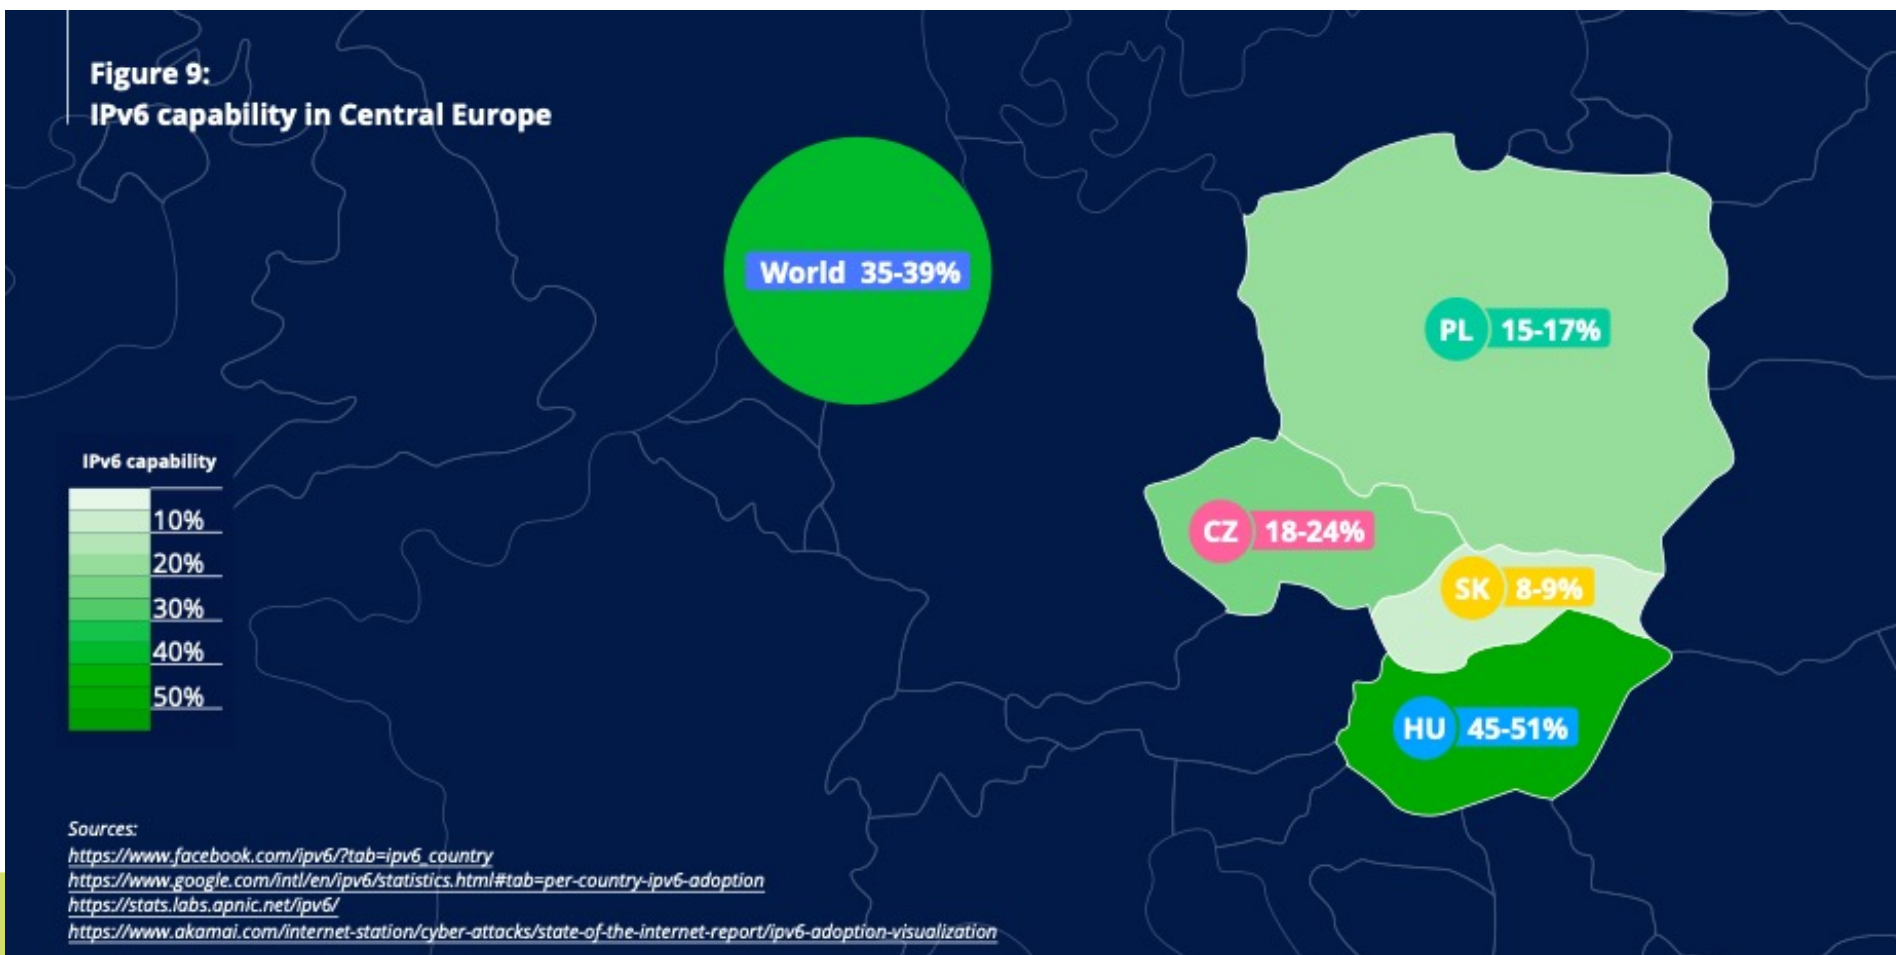 Figure 9:
IPv6 capability in Central Europe
World 35-39%
PL 15-17%
CZ 18-24%
SK 8-9%
HU 45-51%
IPv6 capability
10%
20%
30%
40%
50%
Sources:
https://www.facebook.com/ipv6/?tab=ipv6_country
https://www.google.com/intl/en/ipv6/statistics.html#tab=per-country-ipv6-adoption
https://stats.labs.apnic.net/ipv6/
https://www.akamai.com/internet-station/cyber-attacks/state-of-the-internet-report/ipv6-adoption-visualization